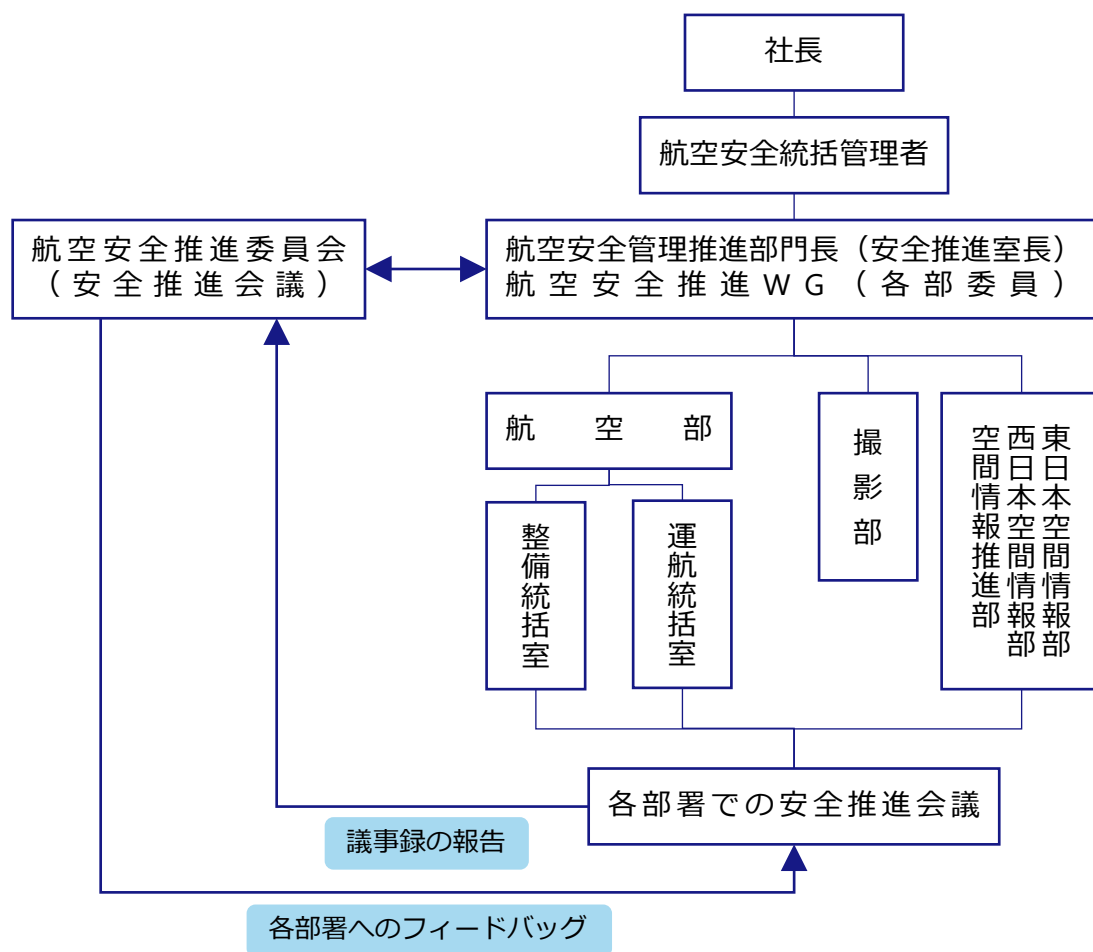 社長
航空安全統括管理者
航空安全推進委員会
（安全推進会議）
航空安全管理推進部門長（安全推進室長）
航空安全推進WG（各部委員）
航空部
撮影部
東日本空間情報部
西日本空間情報部
空間情報推進部
整備統括室
運航統括室
各部署での安全推進会議
議事録の報告
各部署へのフィードバッグ